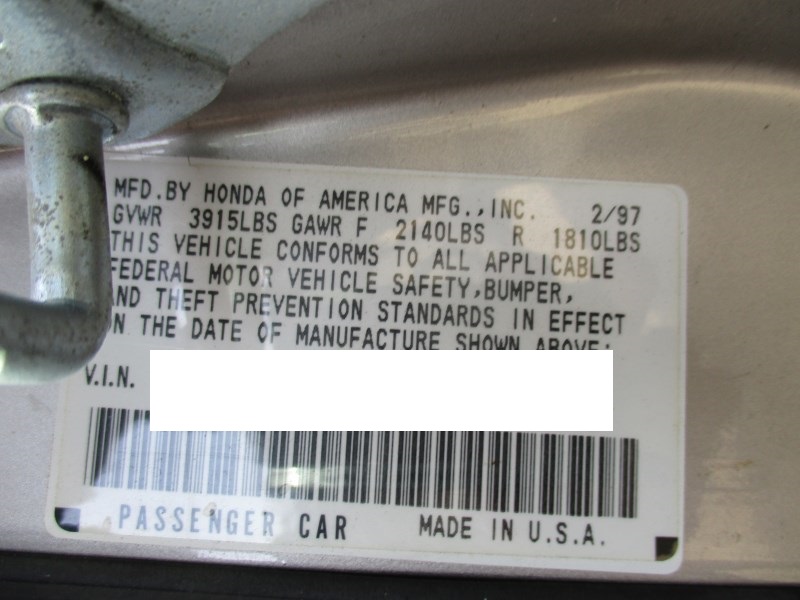 MFD.BY HONDA OF AMERICA MFG.,INC. 2/97
GVWR 3915LBS GAWR F 2140LBS R 1810LBS
THIS VEHICLE CONFORMS TO ALL APPLICABLE
FEDERAL MOTOR VEHICLE SAFETY,BUMPER,
AND THEFT PREVENTION STANDARDS IN EFFECT
ON THE DATE OF MANUFACTURE SHOWN ABOVE:
V.I.N.
PASSENGER CAR MADE IN U.S.A.